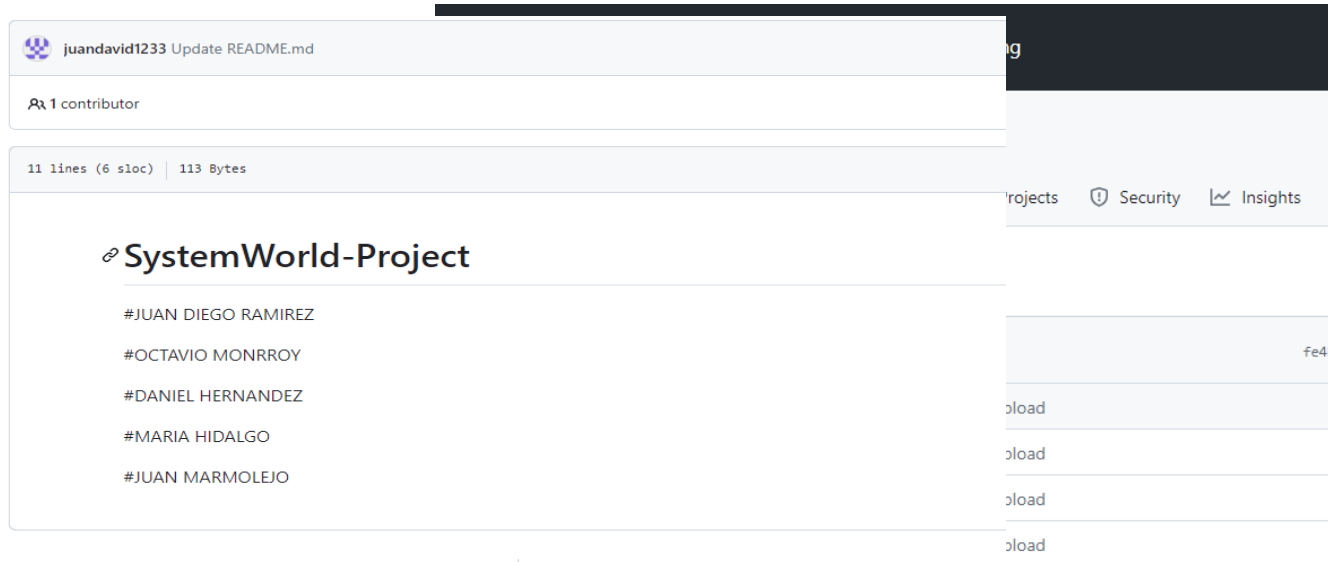 juandavid1233 Update README.md
1 contributor
11 lines (6 sloc) 113 Bytes
SystemWorld-Project
#JUAN DIEGO RAMIREZ
#OCTAVIO MONRROY
#DANIEL HERNANDEZ
#MARIA HIDALGO
#JUAN MARMOLEJO
Security Insights
fe4